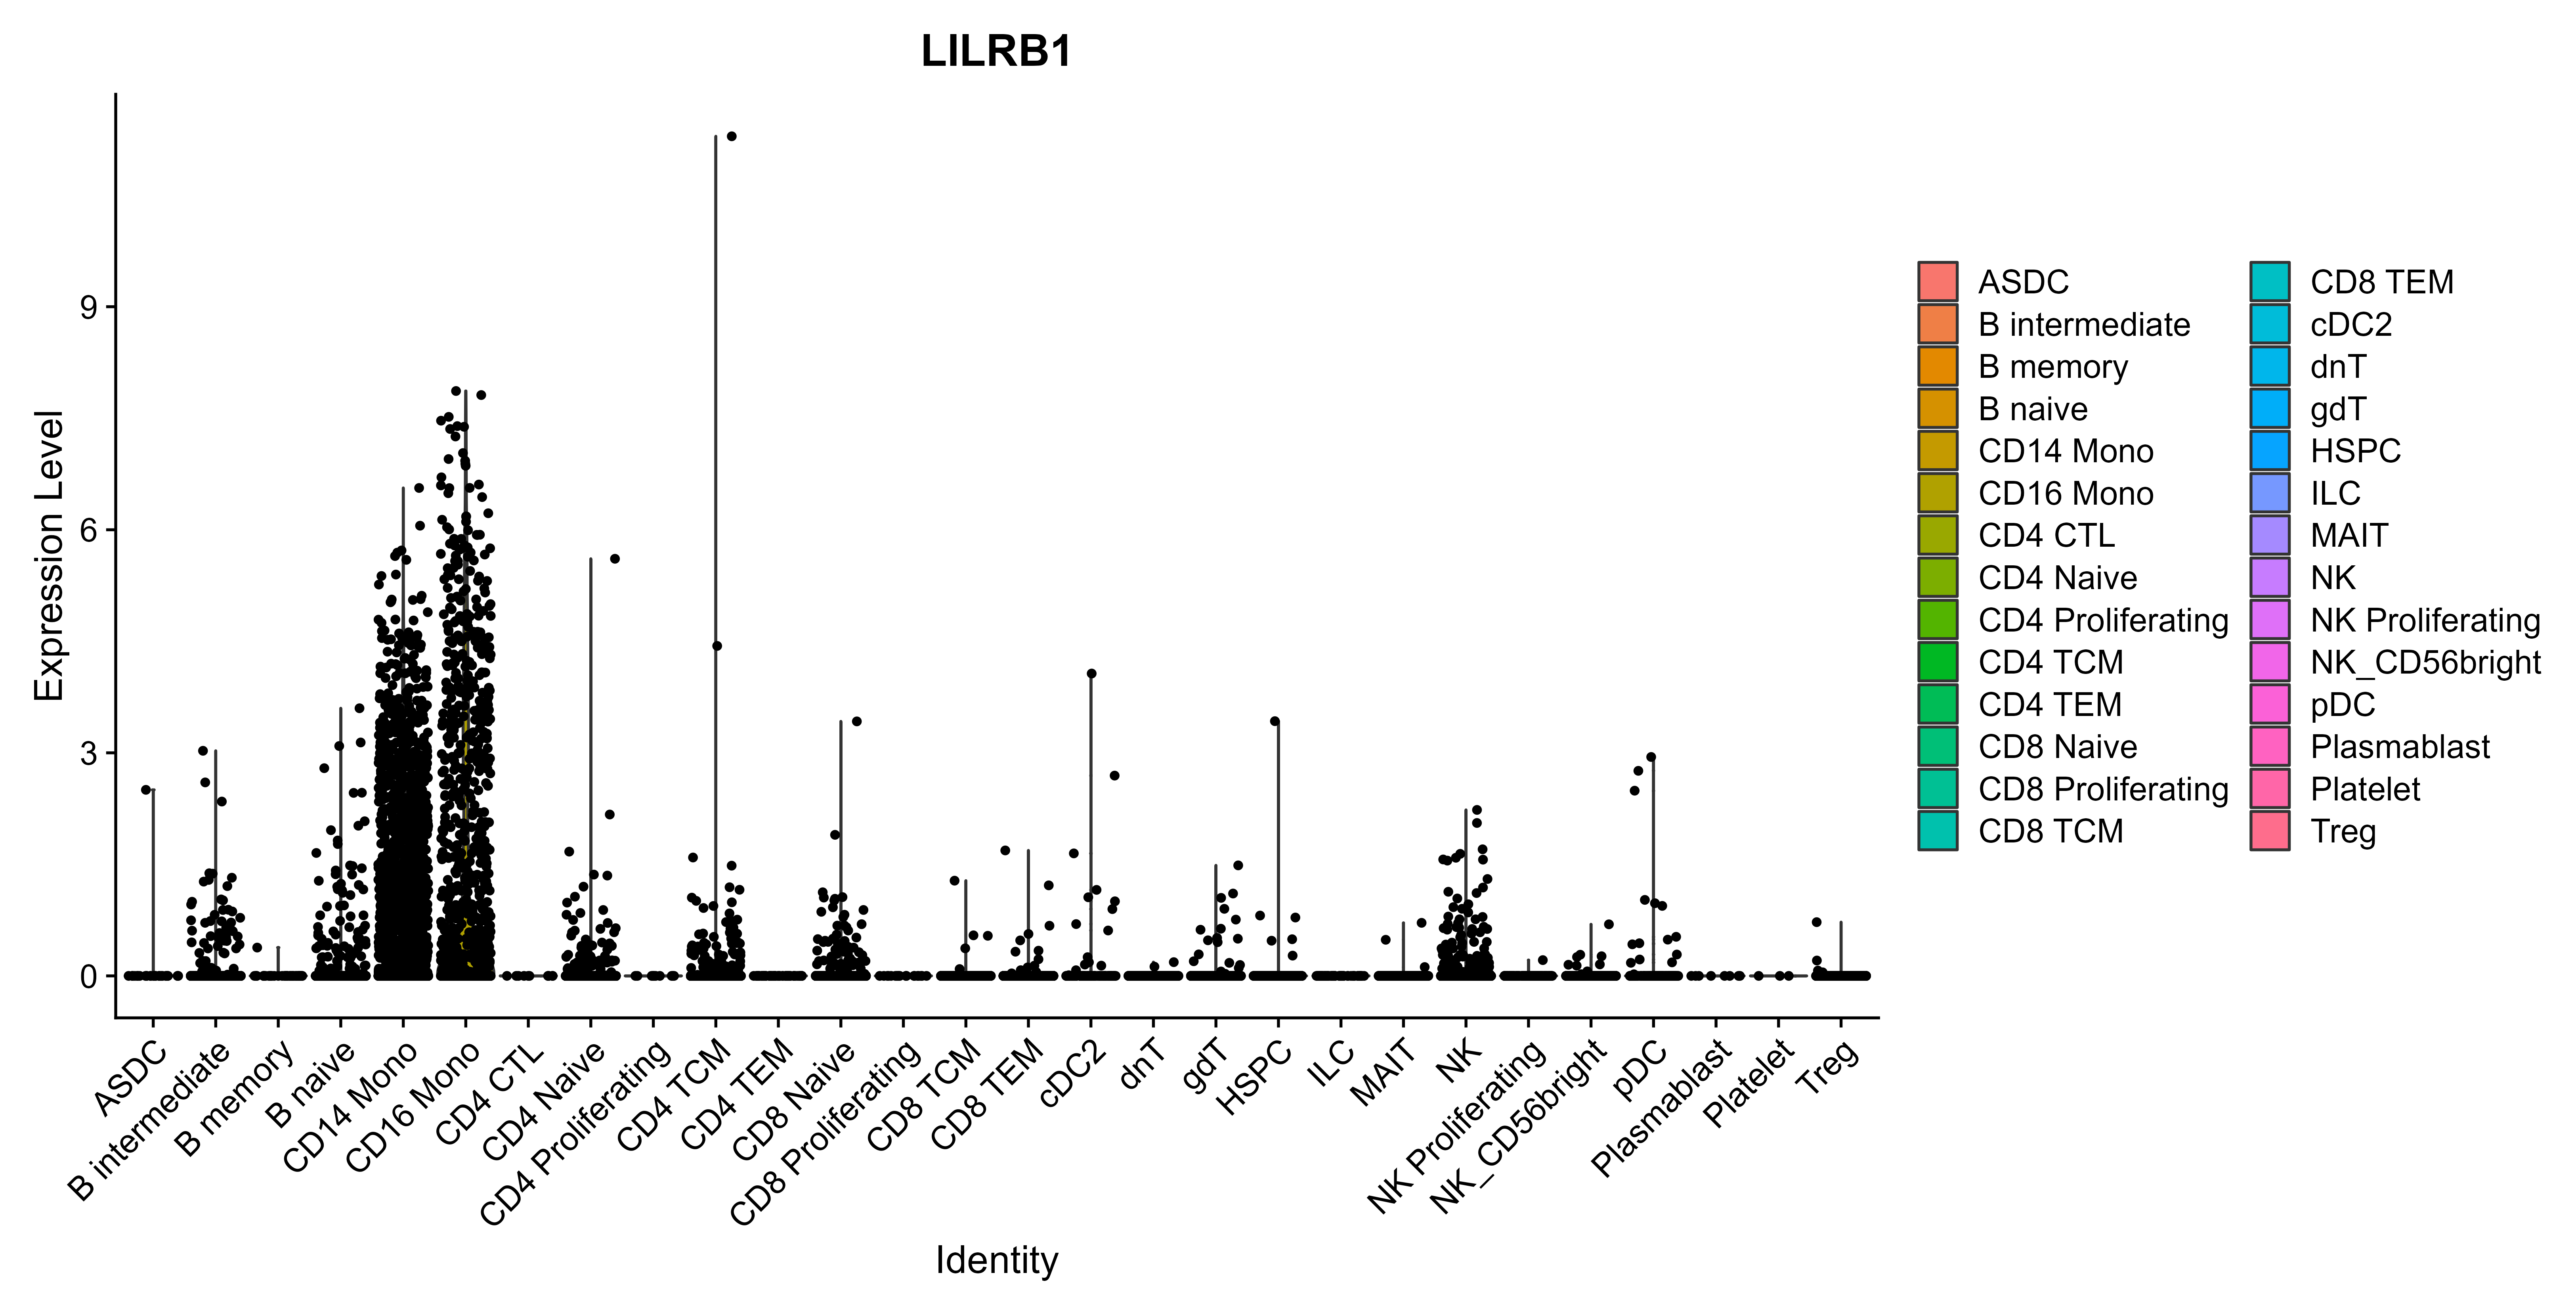 LILRB1
Expression Level
9
6
3
0
ASDC
B intermediate
B memory
B naive
CD14 Mono
CD16 Mono
CD4 CTL
CD4 Naive
CD4 Proliferating
CD4 TCM
CD4 TEM
CD8 Naive
CD8 Proliferating
CD8 TCM
CD8 TEM
cDC2
dnT
gdT
HSPC
ILC
MAIT
NK
NK Proliferating
NK_CD56bright
pDC
Plasmablast
Platelet
Treg
Identity
ASDC
B intermediate
B memory
B naive
CD14 Mono
CD16 Mono
CD4 CTL
CD4 Naive
CD4 Proliferating
CD4 TCM
CD4 TEM
CD8 Naive
CD8 Proliferating
CD8 TCM
CD8 TEM
cDC2
dnT
gdT
HSPC
ILC
MAIT
NK
NK Proliferating
NK_CD56bright
pDC
Plasmablast
Platelet
Treg